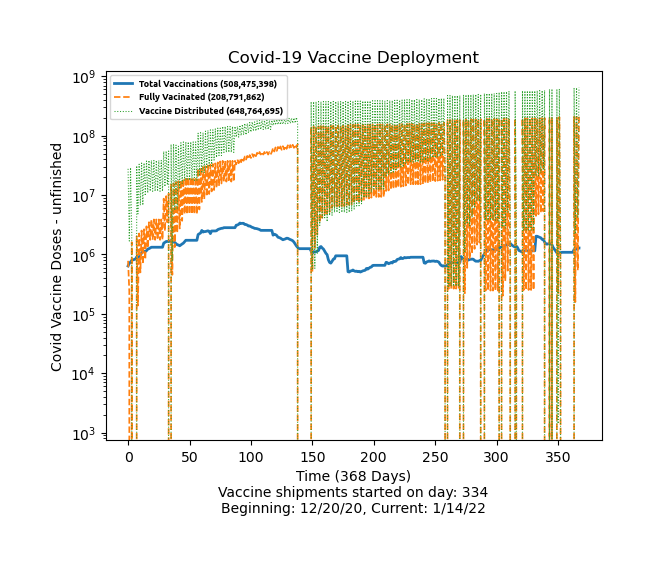 Covid-19 Vaccine Deployment
10⁹
10⁸
10⁷
10⁶
10⁵
10⁴
10³
Covid Vaccine Doses - unfinished
Total Vaccinations (508,475,398)
Fully Vacinated (208,791,862)
Vaccine Distributed (648,764,695)
0 50 100 150 200 250 300 350
Time (368 Days)
Vaccine shipments started on day: 334
Beginning: 12/20/20, Current: 1/14/22